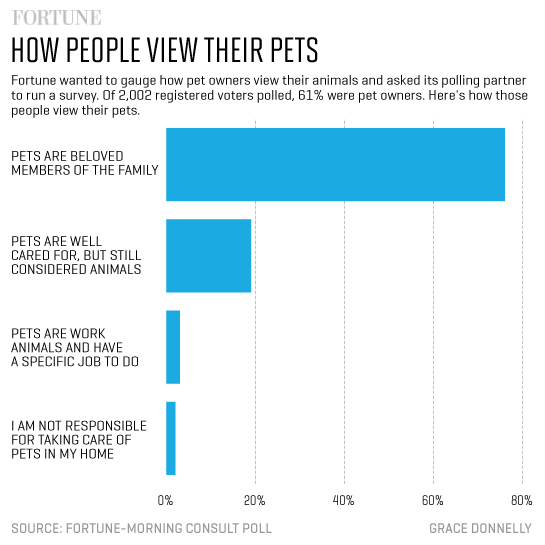 FORTUNE
HOW PEOPLE VIEW THEIR PETS
Fortune wanted to gauge how pet owners view their animals and asked its polling partner
to run a survey. Of 2,002 registered voters polled, 61% were pet owners. Here's how those
people view their pets.
PETS ARE BELOVED
MEMBERS OF THE FAMILY
PETS ARE WELL
CARED FOR, BUT STILL
CONSIDERED ANIMALS
PETS ARE WORK
ANIMALS AND HAVE
A SPECIFIC JOB TO DO
I AM NOT RESPONSIBLE
FOR TAKING CARE OF
PETS IN MY HOME
0% 20% 40% 60% 80%
SOURCE: FORTUNE-MORNING CONSULT POLL GRACE DONNELLY